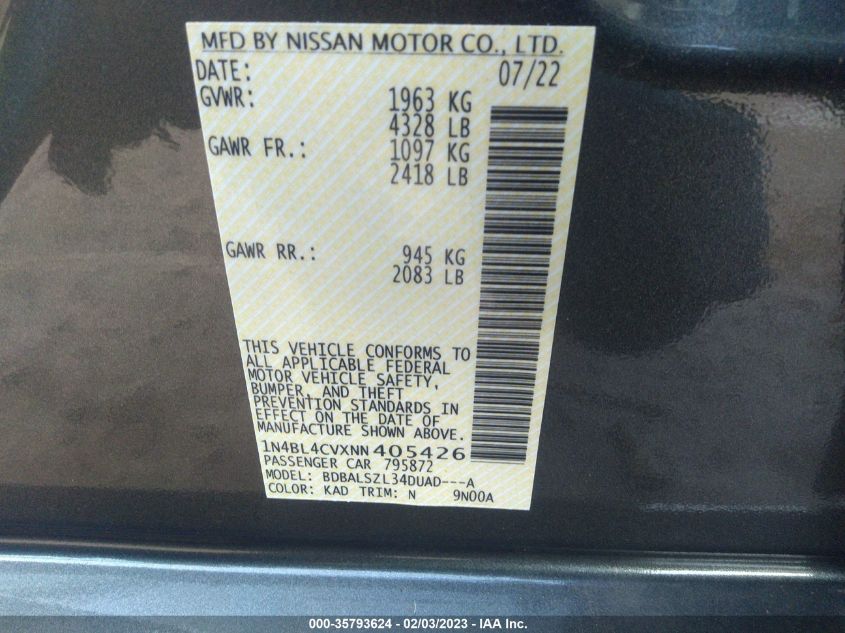 MFD BY NISSAN MOTOR CO., LTD.
DATE: 07/22
GVWR: 1963 KG
4328 LB
GAWR FR.: 1097 KG
2418 LB
GAWR RR.: 945 KG
2083 LB
THIS VEHICLE CONFORMS TO
ALL APPLICABLE FEDERAL
MOTOR VEHICLE SAFETY,
BUMPER, AND THEFT
PREVENTION STANDARDS IN
EFFECT ON THE DATE OF
MANUFACTURE SHOWN ABOVE.
1N4BL4CVXNN405426
PASSENGER CAR 795872
MODEL: BDBALSZL34DUAD---A
COLOR: KAD TRIM: N 9N00A
000-35793624 - 02/03/2023 - IAA Inc.